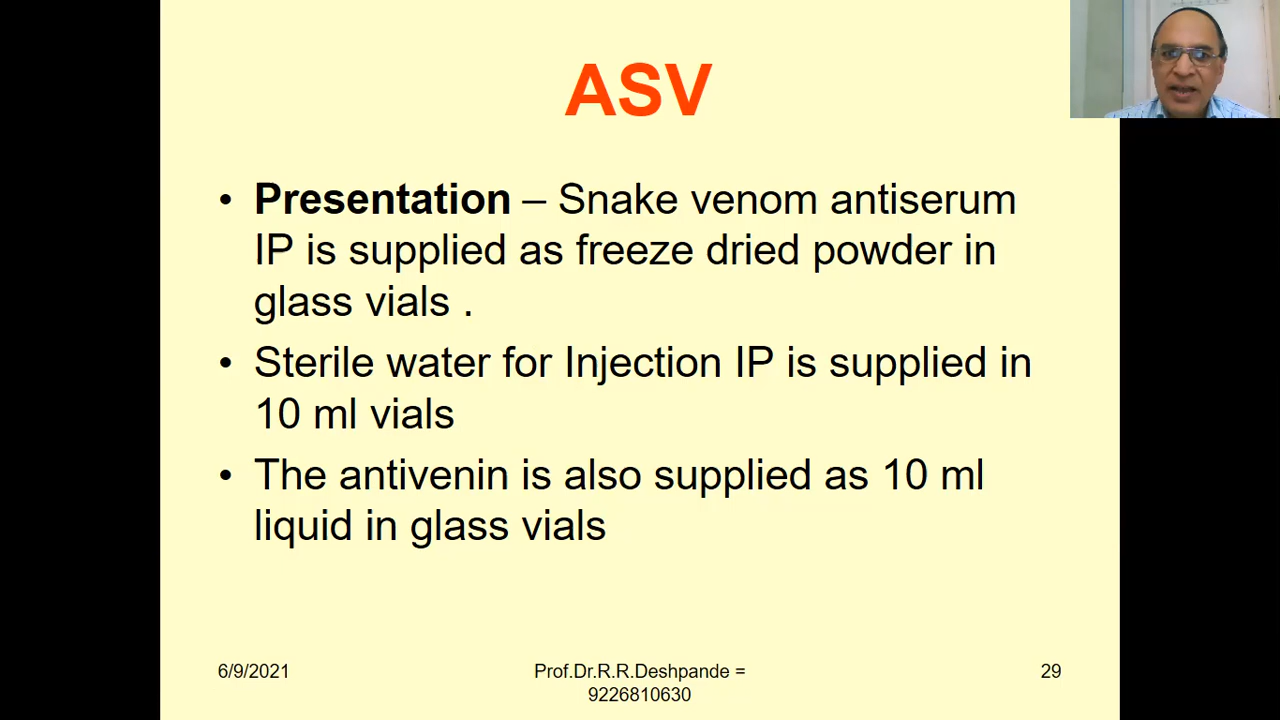 ASV
• Presentation – Snake venom antiserum
IP is supplied as freeze dried powder in
glass vials .
• Sterile water for Injection IP is supplied in
10 ml vials
• The antivenin is also supplied as 10 ml
liquid in glass vials
6/9/2021
Prof.Dr.R.R.Deshpande =
9226810630
29